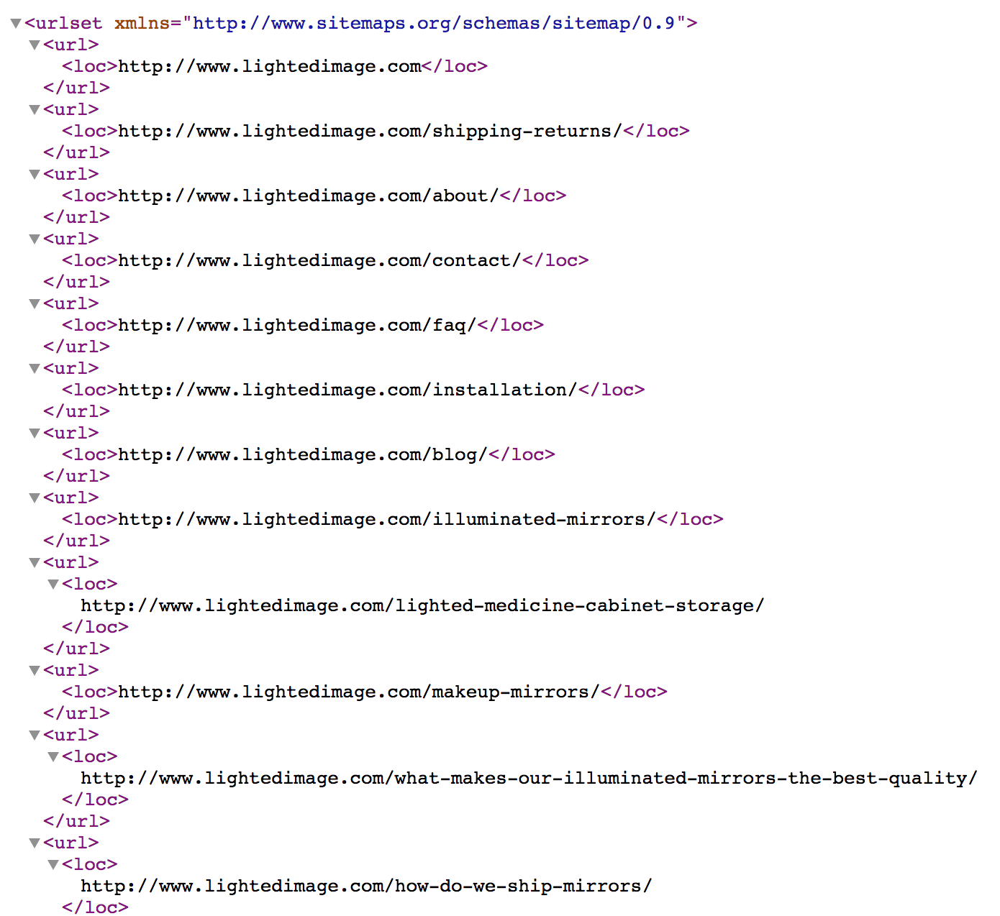 <urlset xmlns="http://www.sitemaps.org/schemas/sitemap/0.9">
<url>
<loc>http://www.lightedimage.com</loc>
</url>
<url>
<loc>http://www.lightedimage.com/shipping-returns/</loc>
</url>
<url>
<loc>http://www.lightedimage.com/about/</loc>
</url>
<url>
<loc>http://www.lightedimage.com/contact/</loc>
</url>
<url>
<loc>http://www.lightedimage.com/faq/</loc>
</url>
<url>
<loc>http://www.lightedimage.com/installation/</loc>
</url>
<url>
<loc>http://www.lightedimage.com/blog/</loc>
</url>
<url>
<loc>http://www.lightedimage.com/illuminated-mirrors/</loc>
</url>
<url>
<loc>
http://www.lightedimage.com/lighted-medicine-cabinet-storage/
</loc>
</url>
<url>
<loc>http://www.lightedimage.com/makeup-mirrors/</loc>
</url>
<url>
<loc>
http://www.lightedimage.com/what-makes-our-illuminated-mirrors-the-best-quality/
</loc>
</url>
<url>
<loc>
http://www.lightedimage.com/how-do-we-ship-mirrors/
</loc>